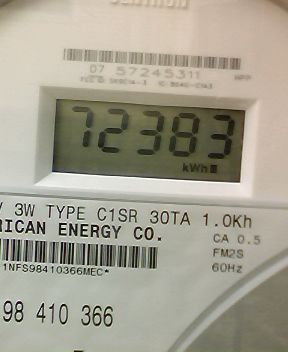 07 57245311 HPP
72383
kWh
V 3W TYPE C1SR 30TA 1.0Kh
RICAN ENERGY CO.
CA 0.5
FM2S
60Hz
1NFS98410366MEC*
98 410 366